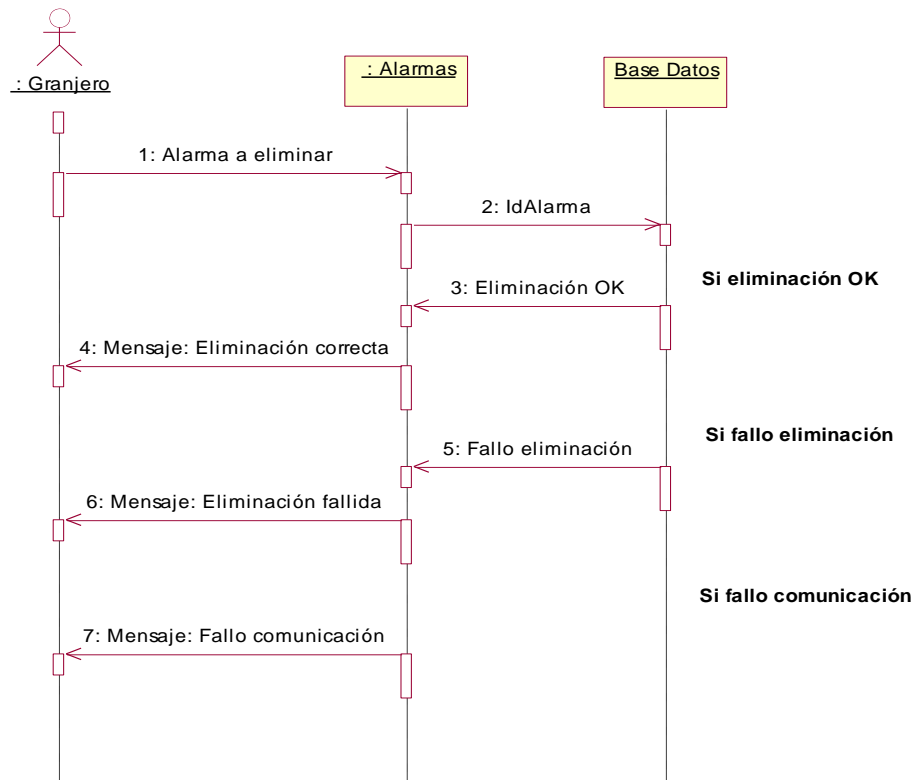 : Granjero
: Alarmas
Base Datos
1: Alarma a eliminar
2: IdAlarma
Si eliminación OK
3: Eliminación OK
4: Mensaje: Eliminación correcta
Si fallo eliminación
5: Fallo eliminación
6: Mensaje: Eliminación fallida
Si fallo comunicación
7: Mensaje: Fallo comunicación